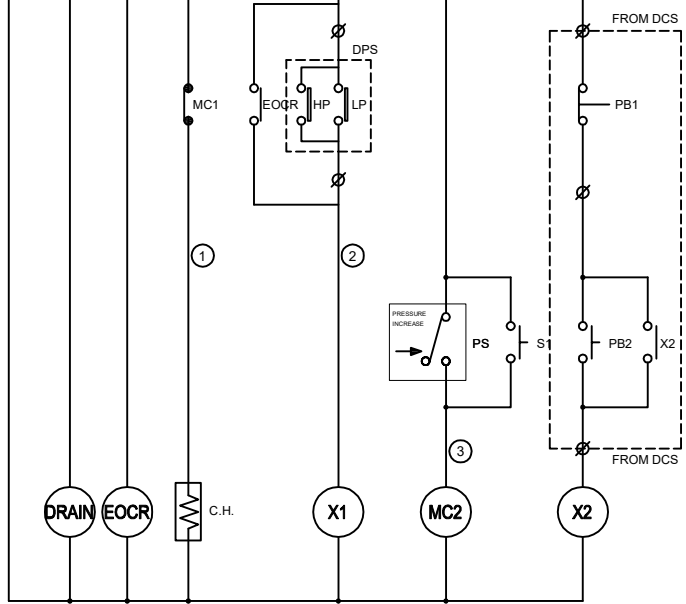 FROM DCS
DPS
MC1
EOCR
HP
LP
PB1
1
2
PRESSURE
INCREASE
PS
S1
PB2
X2
3
FROM DCS
DRAIN
EOCR
C.H.
X1
MC2
X2